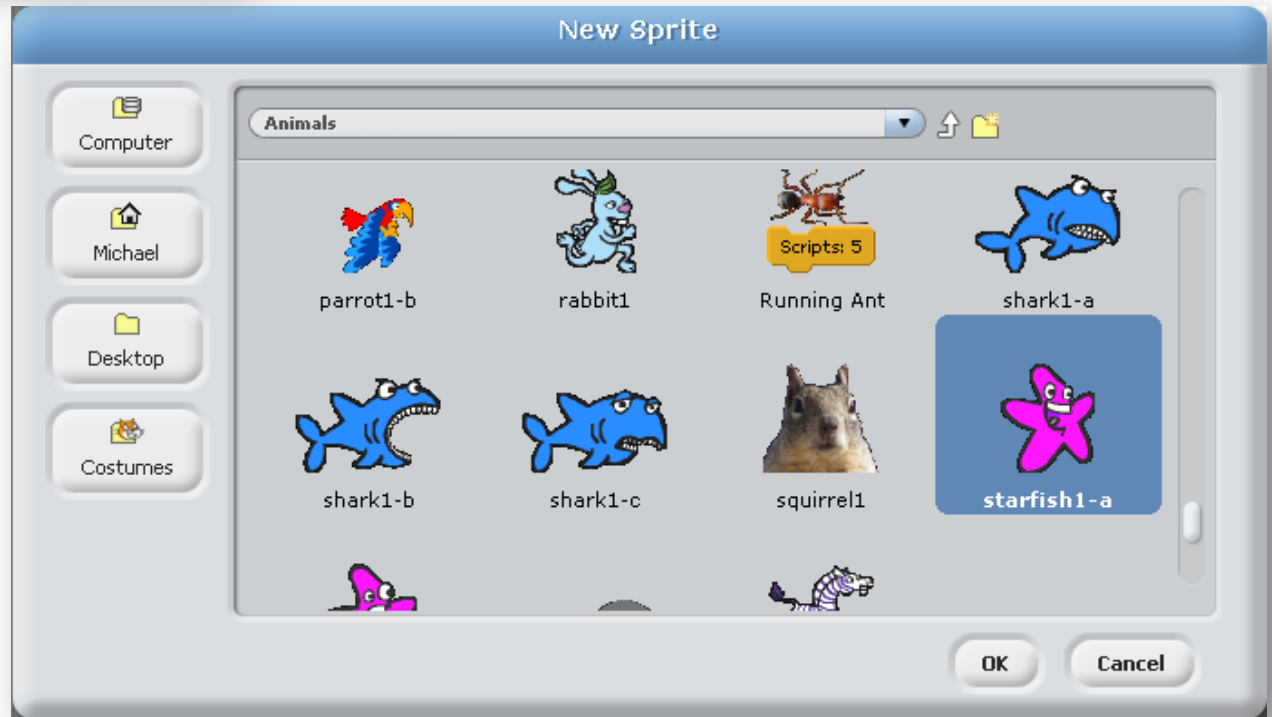 New Sprite
Computer
Michael
Desktop
Costumes
Animals
parrot1-b
rabbit1
Scripts: 5
Running Ant
shark1-a
shark1-b
shark1-c
squirrel1
starfish1-a
OK
Cancel